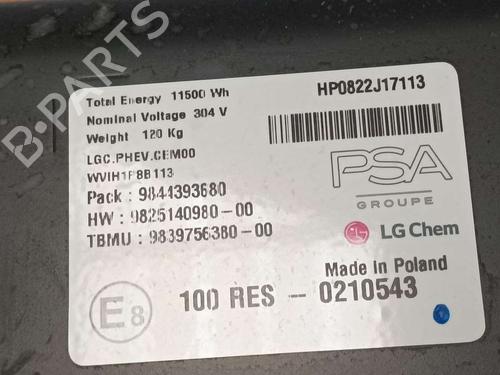 Total Energy 11500 Wh
Nominal Voltage 304 V
Weight 120 Kg
LGC.PHEV.CEM00
WVIH1F8B113
Pack : 9844393680
HW : 9825140980-00
TBMU : 9839756380-00
HP0822J17113
PSA
GROUPE
LG Chem
Made in Poland
E8
100 RES - 0210543
B-PARTS